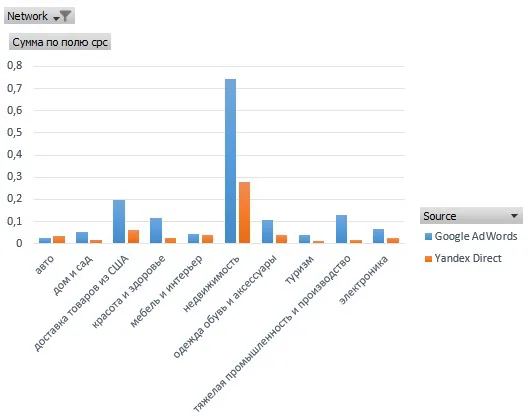 Network
Сумма по полю cpc
0,8
0,7
0,6
0,5
0,4
0,3
0,2
0,1
0
авто
дом и сад
доставка товаров из США
красота и здоровье
мебель и интерьер
недвижимость
одежда обувь и аксессуары
туризм
тяжелая промышленность и производство
электроника
Source
Google AdWords
Yandex Direct